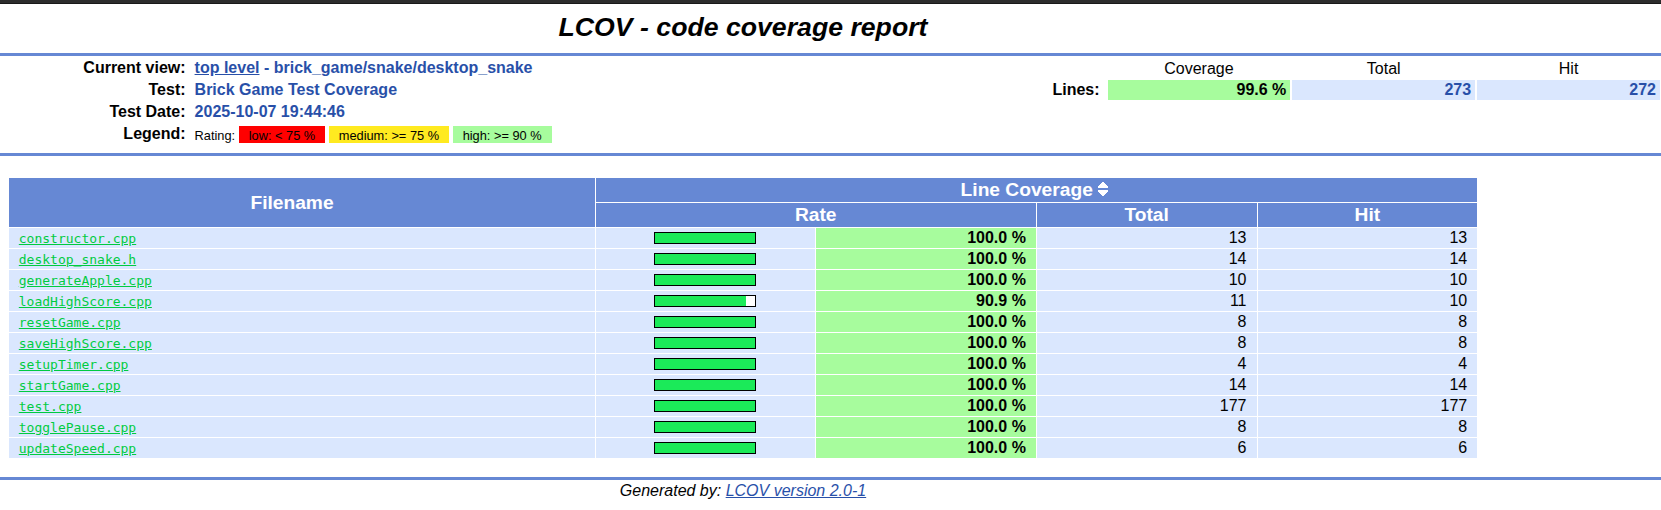 LCOV - code coverage report
Current view: top level - brick_game/snake/desktop_snake Coverage Total Hit
Test: Brick Game Test Coverage Lines: 99.6 % 273 272
Test Date: 2025-10-07 19:44:46
Legend: Rating: low: < 75 % medium: >= 75 % high: >= 90 %
Filename Line Coverage
Rate Total Hit
constructor.cpp 100.0 % 13 13
desktop_snake.h 100.0 % 14 14
generateApple.cpp 100.0 % 10 10
loadHighScore.cpp 90.9 % 11 10
resetGame.cpp 100.0 % 8 8
saveHighScore.cpp 100.0 % 8 8
setupTimer.cpp 100.0 % 4 4
startGame.cpp 100.0 % 14 14
test.cpp 100.0 % 177 177
togglePause.cpp 100.0 % 8 8
updateSpeed.cpp 100.0 % 6 6
Generated by: LCOV version 2.0-1